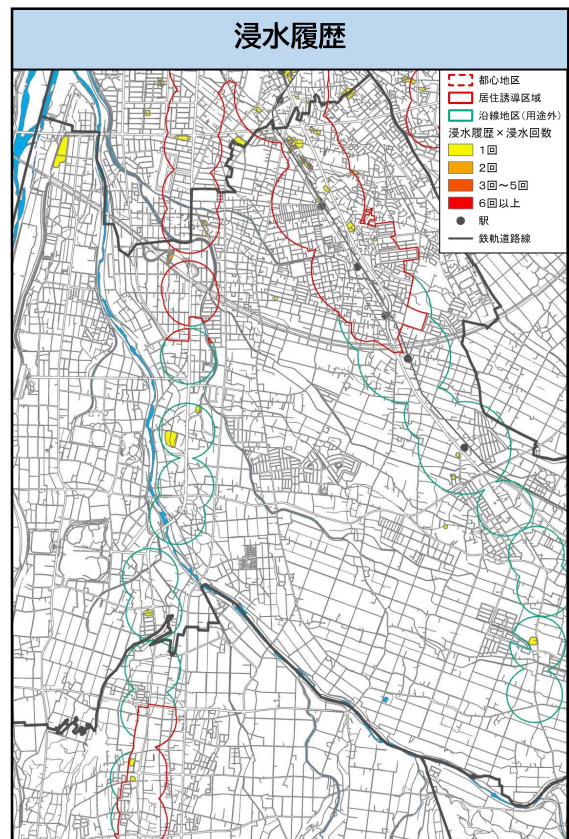 浸水履歴
都心地区
居住誘導区域
沿線地区(用途外)
浸水履歴×浸水回数
1回
2回
3回～5回
6回以上
駅
鉄軌道路線